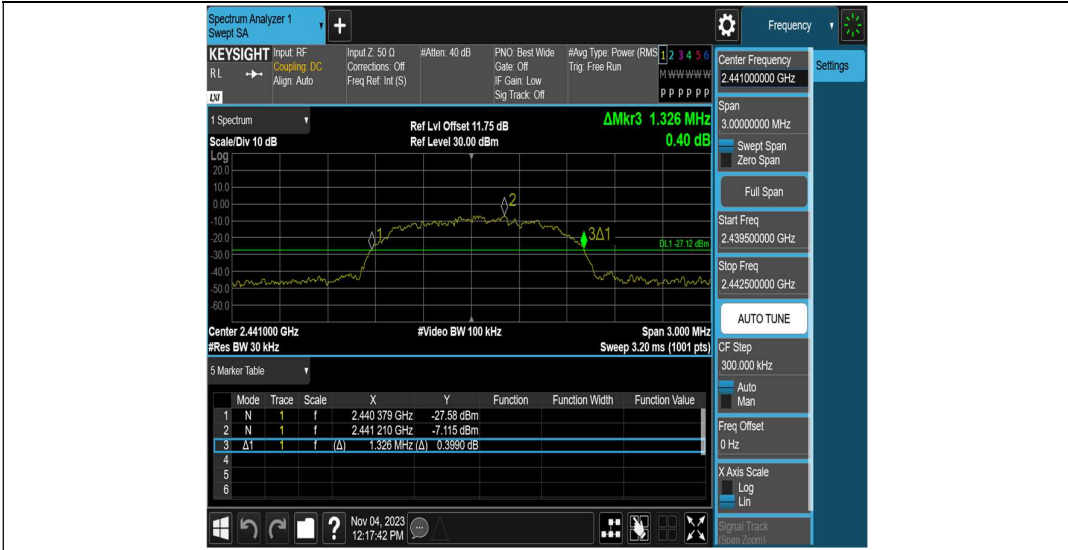 Spectrum Analyzer 1
Swept SA
+
Frequency
KEYSIGHT
RL
LXI
Input: RF
Coupling: DC
Align: Auto
Input Z: 50 Ω
Corrections: Off
Freq Ref: Int (S)
#Atten: 40 dB
PNO: Best Wide
Gate: Off
IF Gain: Low
Sig Track: Off
#Avg Type: Power (RMS
Trig: Free Run
1 2 3 4 5 6
M W W W W W
P P P P P P
1 Spectrum
Scale/Div 10 dB
Ref Lvl Offset 11.75 dB
Ref Level 30.00 dBm
ΔMkr3 1.326 MHz
0.40 dB
Log
20.0
10.0
0.00
-10.0
-20.0
-30.0
-40.0
-50.0
-60.0
1
2
3Δ1
DL1 -27.12 dBm
Center 2.441000 GHz
#Res BW 30 kHz
#Video BW 100 kHz
Span 3.000 MHz
Sweep 3.20 ms (1001 pts)
5 Marker Table
Mode Trace Scale X Y Function Function Width Function Value
1 N 1 f 2.440 379 GHz -27.58 dBm
2 N 1 f 2.441 210 GHz -7.115 dBm
3 Δ1 1 f (Δ) 1.326 MHz (Δ) 0.3990 dB
4
5
6
Nov 04, 2023
12:17:42 PM
Center Frequency
2.441000000 GHz
Span
3.00000000 MHz
Swept Span
Zero Span
Full Span
Start Freq
2.439500000 GHz
Stop Freq
2.442500000 GHz
AUTO TUNE
CF Step
300.000 kHz
Auto
Man
Freq Offset
0 Hz
X Axis Scale
Log
Lin
Signal Track
(Span Zoom)
Settings